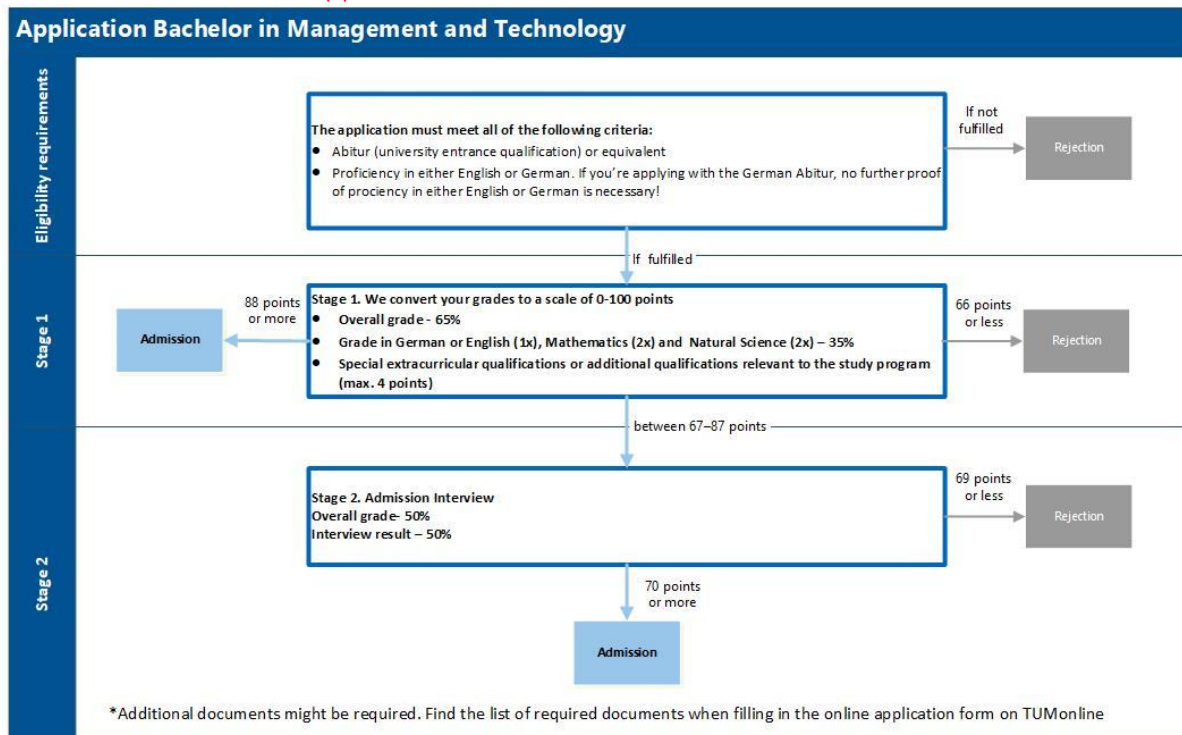 Application Bachelor in Management and Technology
Eligibility requirements
The application must meet all of the following criteria:
● Abitur (university entrance qualification) or equivalent
● Proficiency in either English or German. If you're applying with the German Abitur, no further proof
of prociency in either English or German is necessary!
If not
fulfilled
Rejection
If fulfilled
Stage 1
88 points
or more
Admission
Stage 1. We convert your grades to a scale of 0-100 points
● Overall grade - 65%
● Grade in German or English (1x), Mathematics (2x) and Natural Science (2x) – 35%
● Special extracurricular qualifications or additional qualifications relevant to the study program
(max. 4 points)
66 points
or less
Rejection
between 67–87 points
Stage 2
Stage 2. Admission Interview
Overall grade- 50%
Interview result – 50%
69 points
or less
Rejection
70 points
or more
Admission
*Additional documents might be required. Find the list of required documents when filling in the online application form on TUMonline